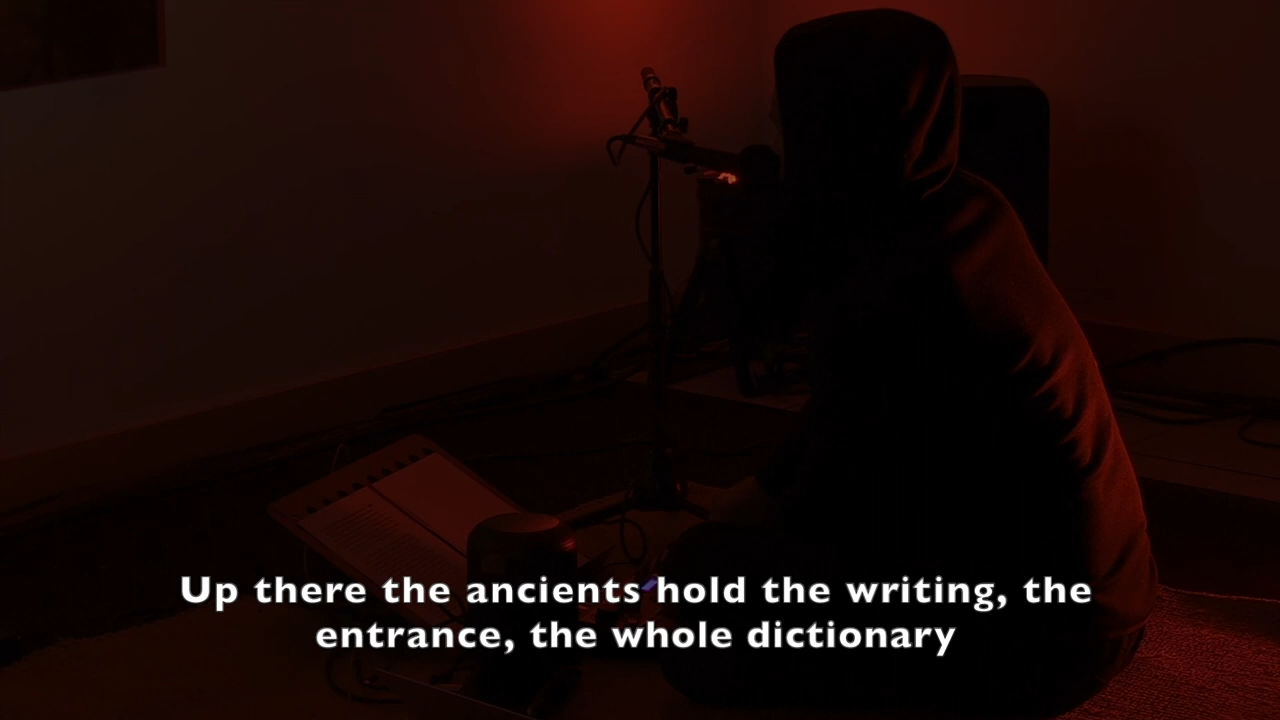 Up there the ancients hold the writing, the
entrance, the whole dictionary